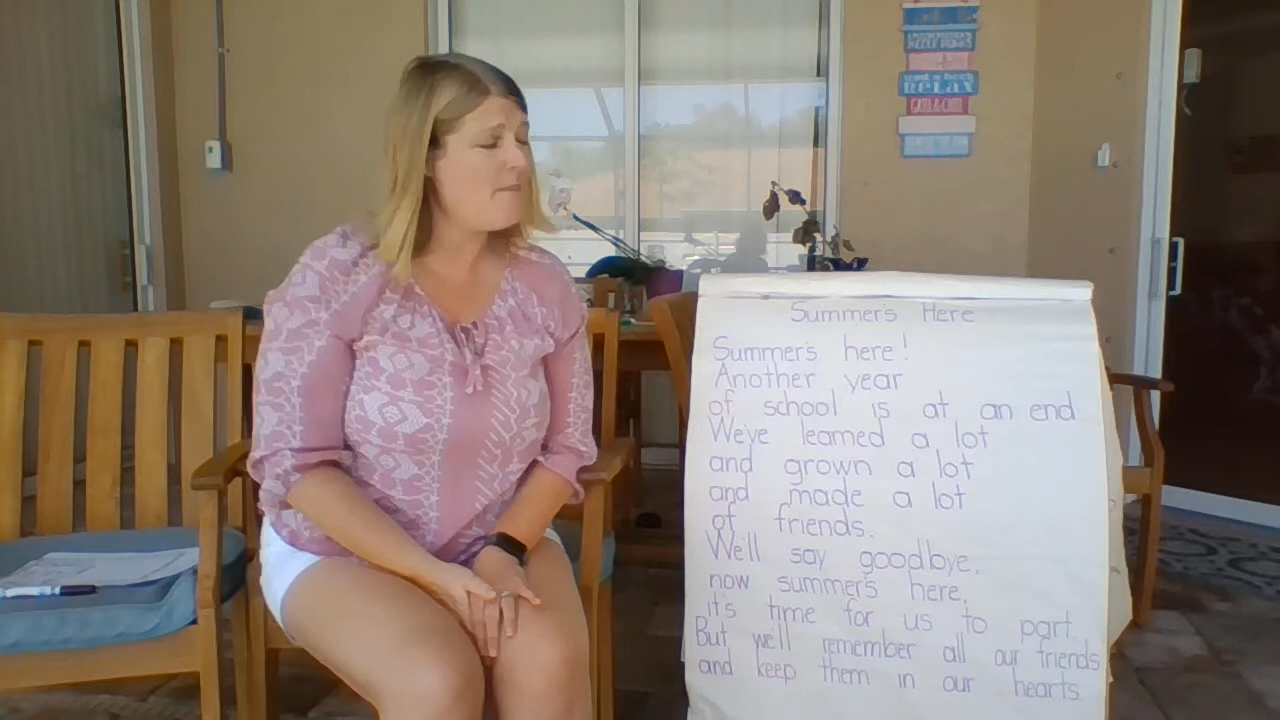 RELAX
Summer's Here
Summer's here!
Another year
of school is at an end
We've learned a lot
and grown a lot
and made a lot
of friends.
We'll say goodbye,
now summer's here,
it's time for us to part.
But we'll remember all our friends
and keep them in our hearts